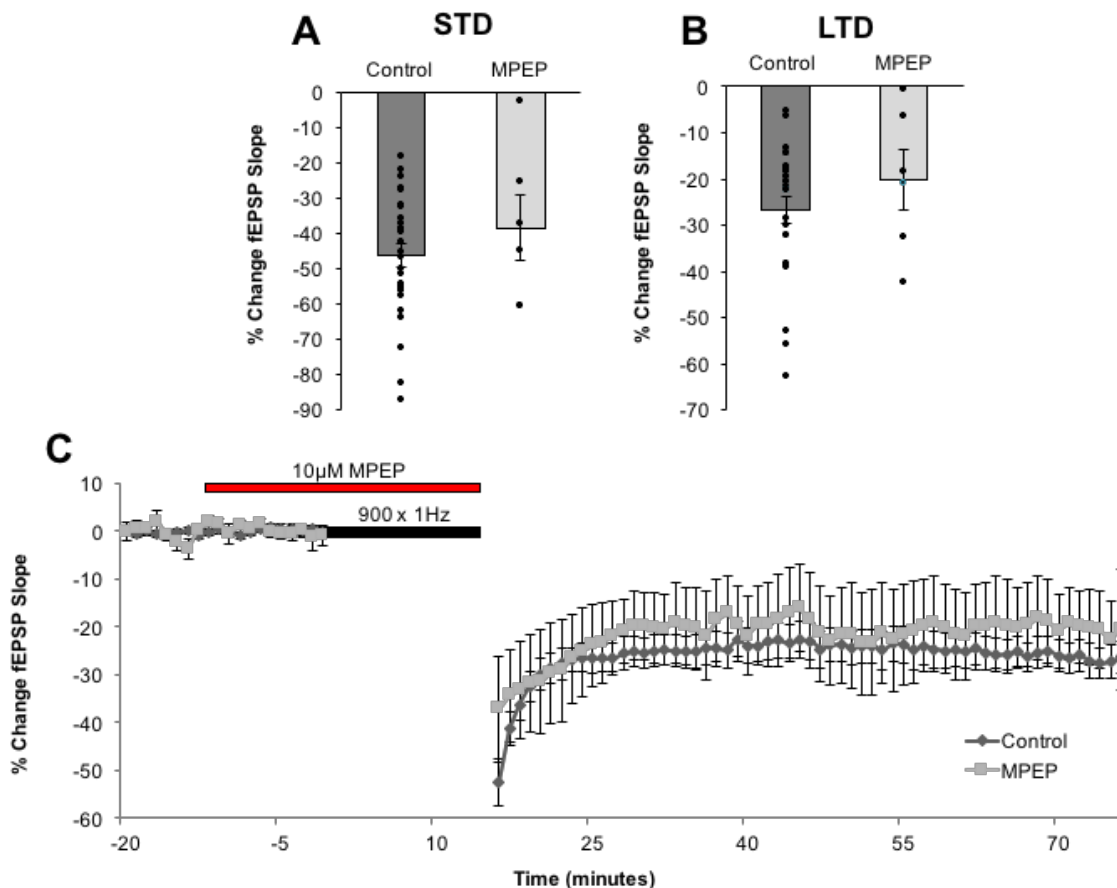 A STD
Control MPEP
% Change fEPSP Slope
0
-10
-20
-30
-40
-50
-60
-70
-80
-90
B LTD
Control MPEP
% Change fEPSP Slope
0
-10
-20
-30
-40
-50
-60
-70
C
10µM MPEP
900 x 1Hz
% Change fEPSP Slope
10
0
-10
-20
-30
-40
-50
-60
Control
MPEP
-20 -5 10 25 40 55 70
Time (minutes)